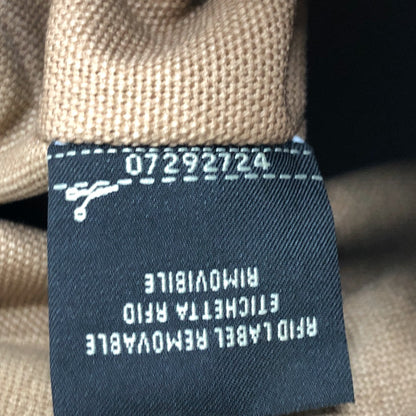 07292724
RFID LABEL REMOVABLE
ETICHETTA RFID
RIMOVIBILE